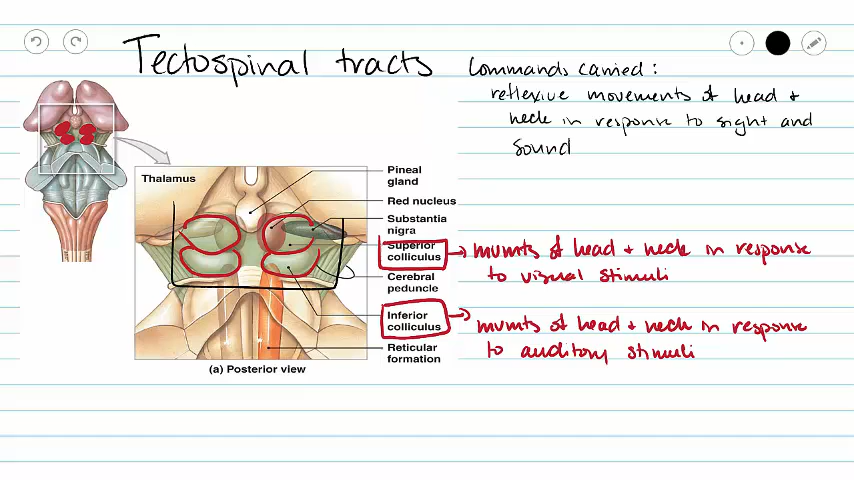 Tectospinal tracts
Commands carried:
reflexive movements of head +
neck in response to sight and
sound
Thalamus
Pineal
gland
Red nucleus
Substantia
nigra
Superior
colliculus
→ mvmts of head + neck in response
to visual stimuli
Cerebral
peduncle
Inferior
colliculus
→ mvmts of head + neck in response
to auditory stimuli
Reticular
formation
(a) Posterior view